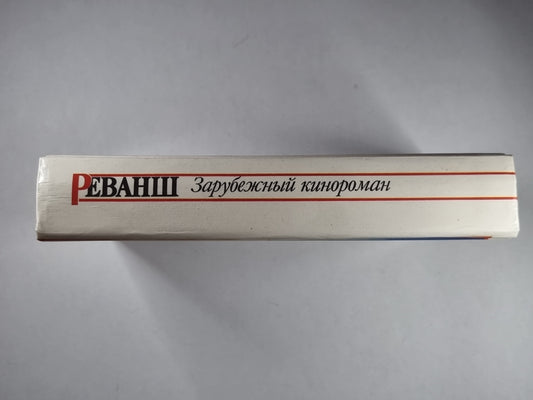 РЕВАНШ Зарубежный кинороман